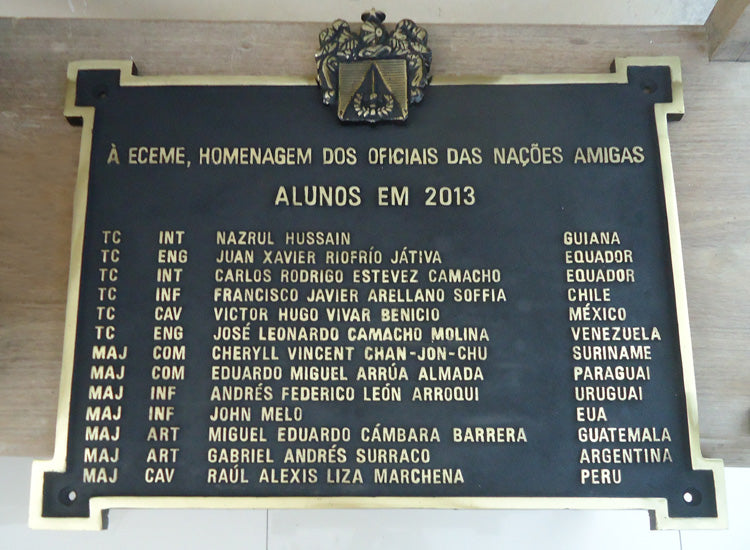 À ECEME, HOMENAGEM DOS OFICIAIS DAS NAÇÕES AMIGAS
ALUNOS EM 2013
TC INT NAZRUL HUSSAIN GUIANA
TC ENG JUAN XAVIER RIOFRÍO JÁTIVA EQUADOR
TC INT CARLOS RODRIGO ESTEVEZ CAMACHO EQUADOR
TC INF FRANCISCO JAVIER ARELLANO SOFFIA CHILE
TC CAV VICTOR HUGO VIVAR BENICIO MÉXICO
TC ENG JOSÉ LEONARDO CAMACHO MOLINA VENEZUELA
MAJ COM CHERYLL VINCENT CHAN-JON-CHU SURINAME
MAJ COM EDUARDO MIGUEL ARRÚA ALMADA PARAGUAI
MAJ INF ANDRÉS FEDERICO LEÓN ARROQUI URUGUAI
MAJ INF JOHN MELO EUA
MAJ ART MIGUEL EDUARDO CÁMBARA BARRERA GUATEMALA
MAJ ART GABRIEL ANDRÉS SURRACO ARGENTINA
MAJ CAV RAÚL ALEXIS LIZA MARCHENA PERU